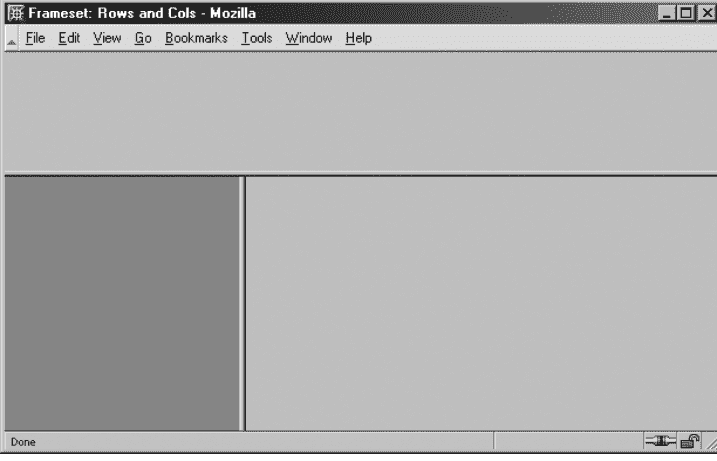 Frameset: Rows and Cols - Mozilla
File Edit View Go Bookmarks Tools Window Help
Done